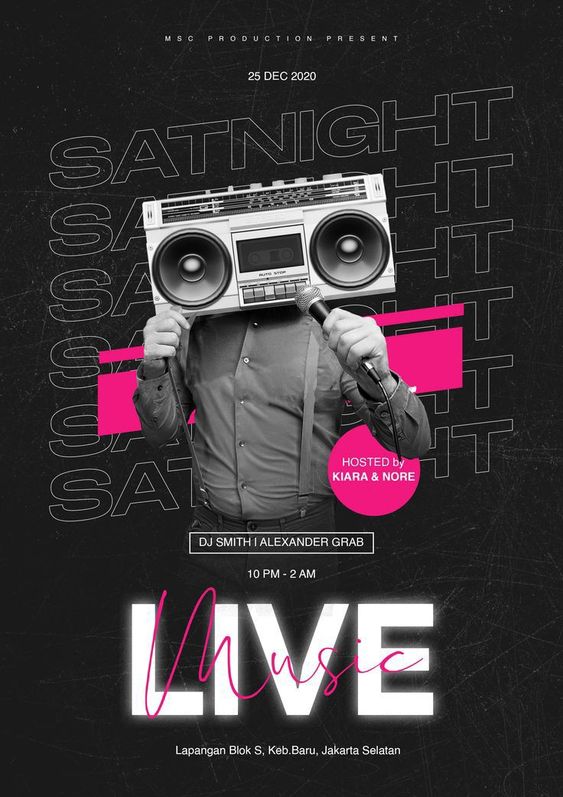 MSC PRODUCTION PRESENT
25 DEC 2020
SATNIGHT
SATNIGHT
SATNIGHT
SATNIGHT
SATNIGHT
SATNIGHT
AUTO STOP
HOSTED by
KIARA & NORE
DJ SMITH | ALEXANDER GRAB
10 PM - 2 AM
LIVE
Music
Lapangan Blok S, Keb.Baru, Jakarta Selatan